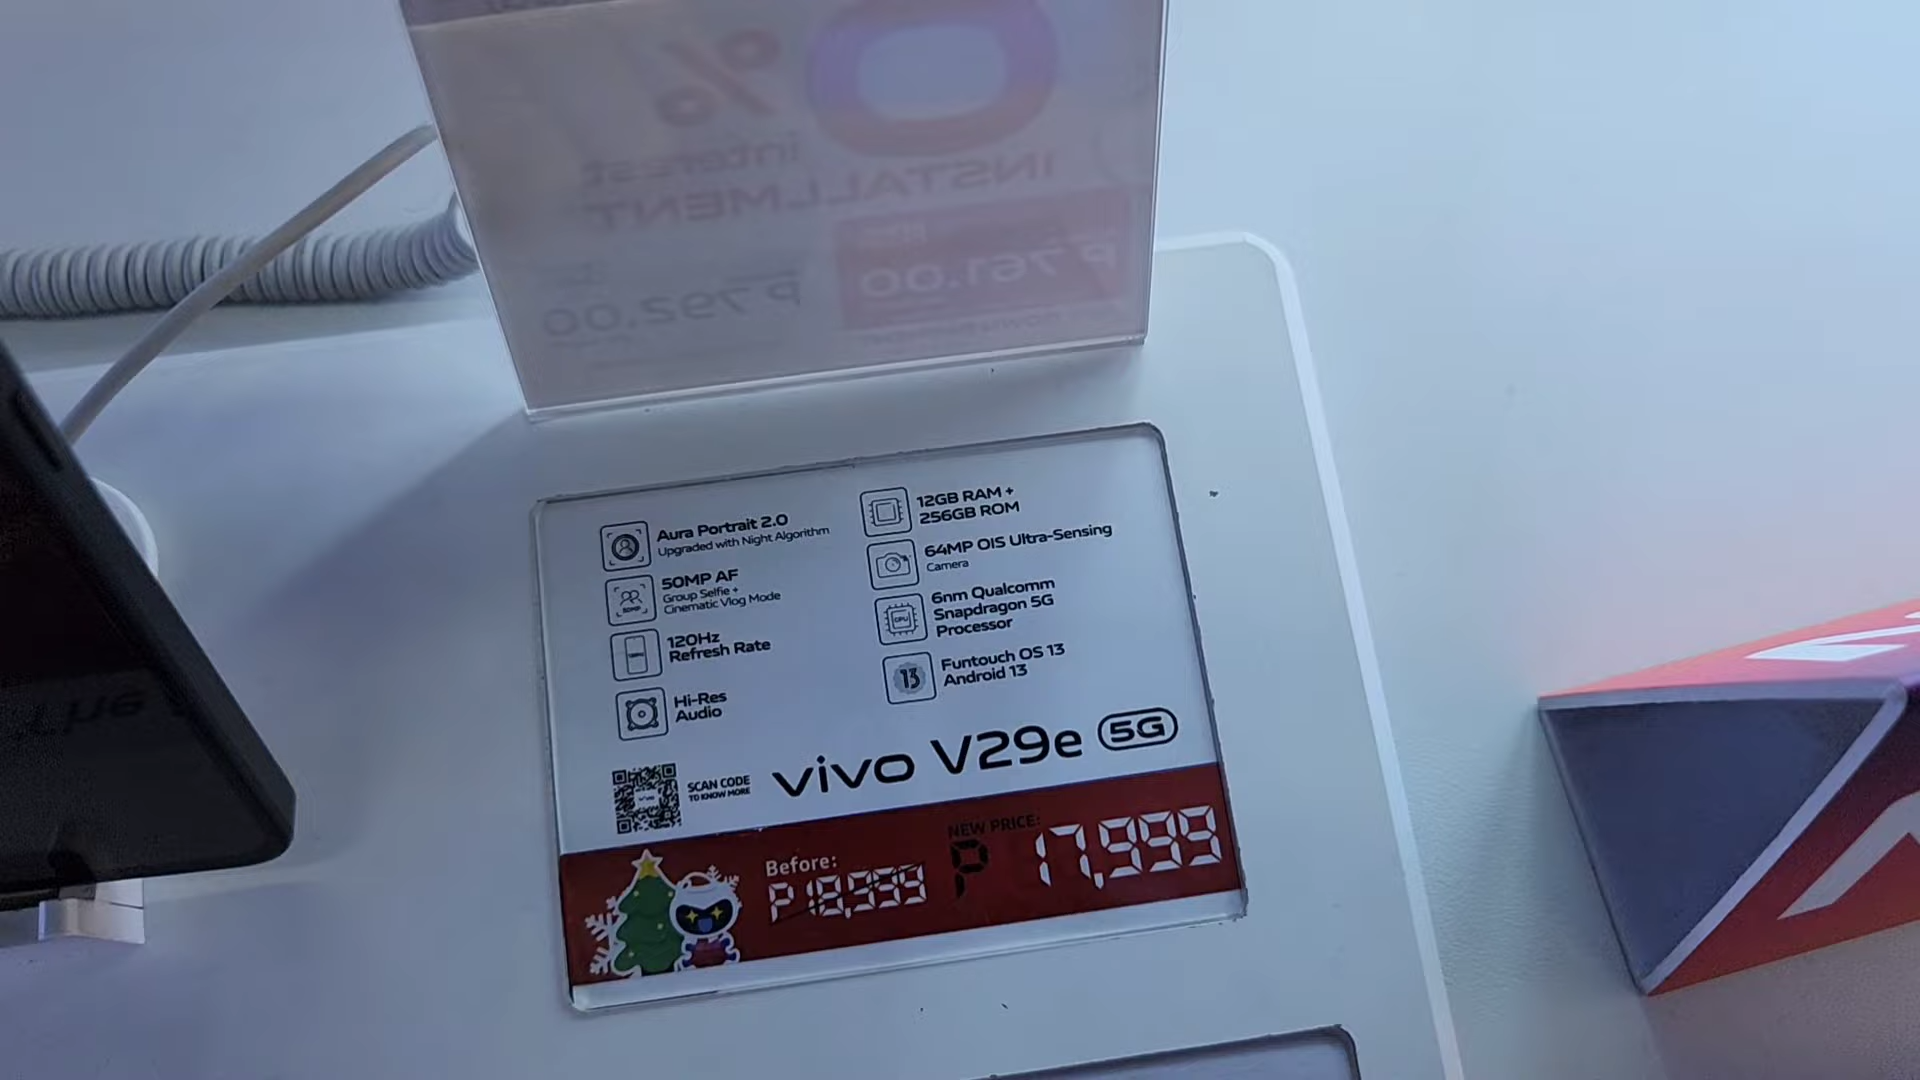 %
interest
INSTALLMENT
₱761.00
₱792.00
Aura Portrait 2.0
Upgraded with Night Algorithm
50MP AF
Group Selfie +
Cinematic Vlog Mode
120Hz
Refresh Rate
Hi-Res
Audio
12GB RAM +
256GB ROM
64MP OIS Ultra-Sensing
Camera
6nm Qualcomm
Snapdragon 5G
Processor
CPU
13
Funtouch OS 13
Android 13
SCAN CODE
TO KNOW MORE
vivo V29e 5G
Before:
P 18,999
NEW PRICE:
P 17,999